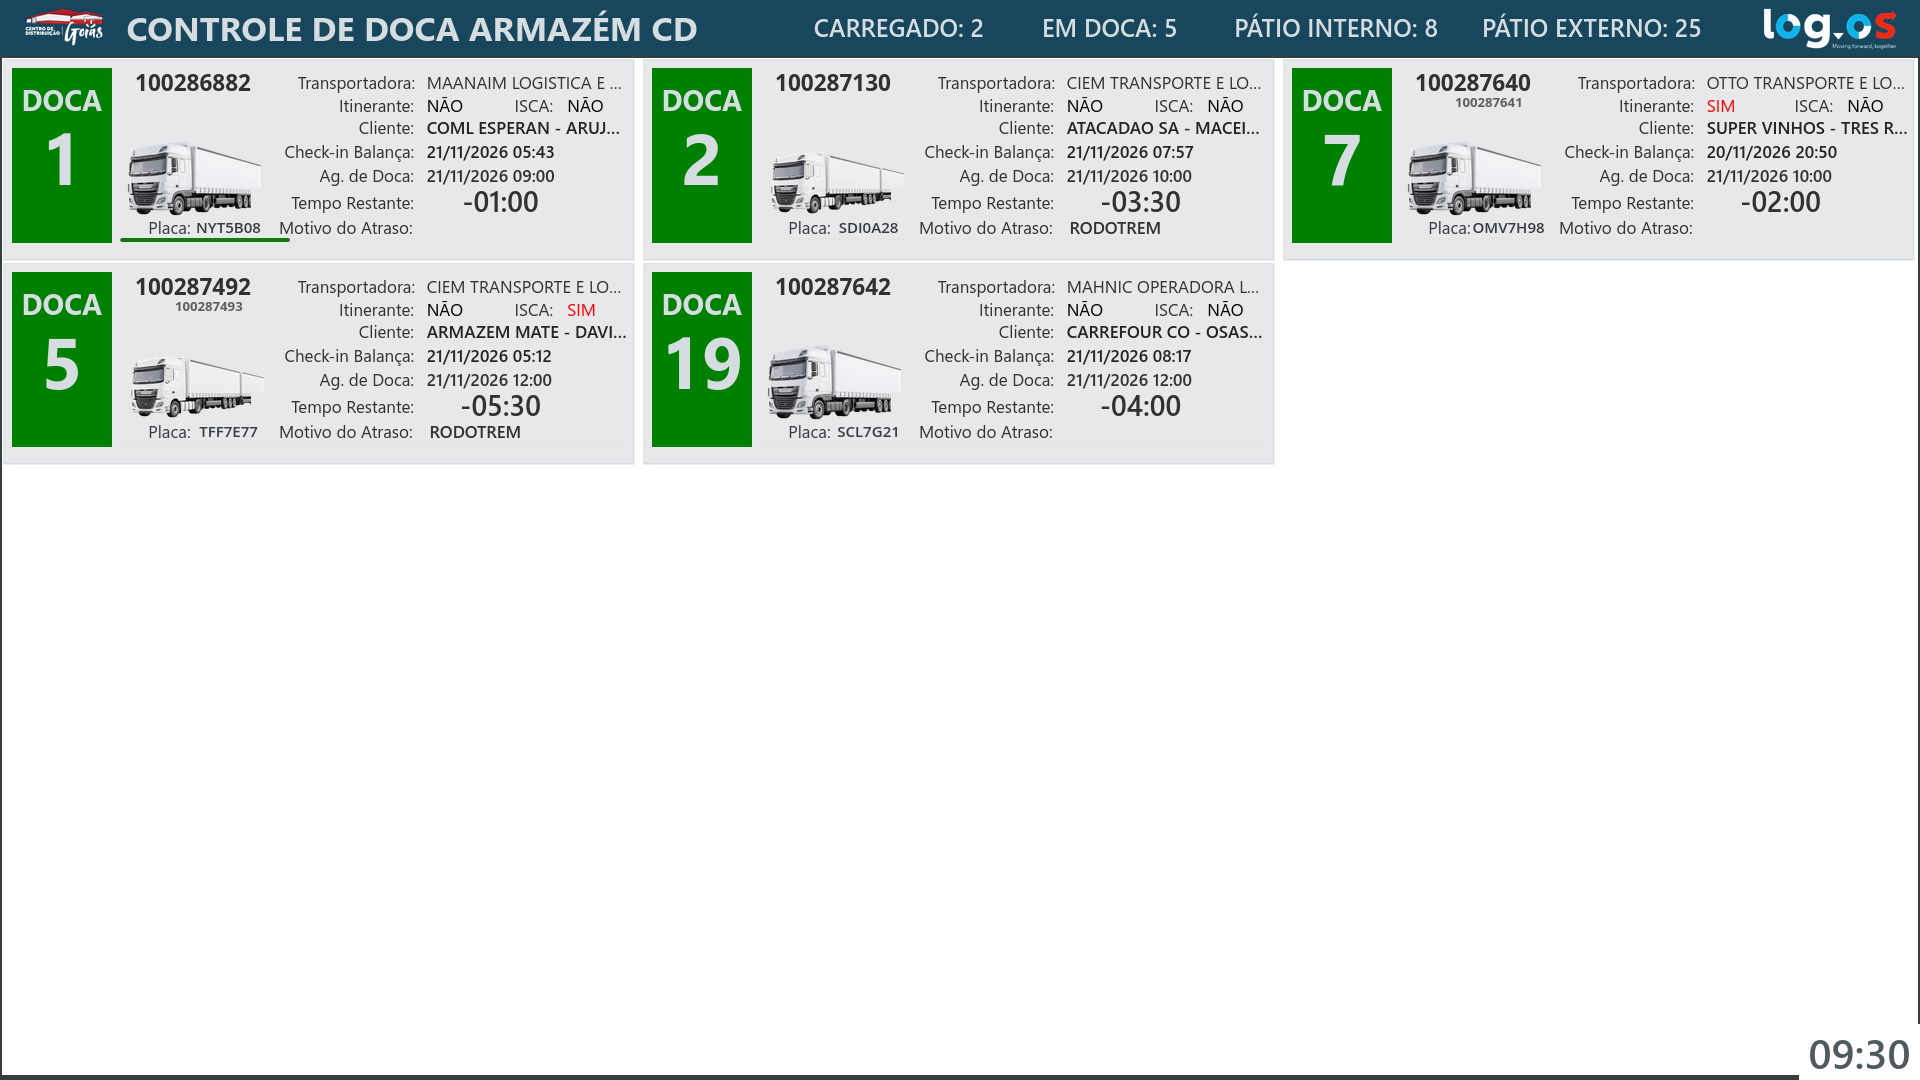 CENTRO DE DISTRIBUIÇÃO Goiás
CONTROLE DE DOCA ARMAZÉM CD
CARREGADO: 2
EM DOCA: 5
PÁTIO INTERNO: 8
PÁTIO EXTERNO: 25
log.os
Moving forward, together
DOCA
1
100286882
Placa: NYT5B08
Transportadora: MAANAIM LOGISTICA E ...
Itinerante: NÃO ISCA: NÃO
Cliente: COML ESPERAN - ARUJ...
Check-in Balança: 21/11/2026 05:43
Ag. de Doca: 21/11/2026 09:00
Tempo Restante: -01:00
Motivo do Atraso:
DOCA
2
100287130
Placa: SDI0A28
Transportadora: CIEM TRANSPORTE E LO...
Itinerante: NÃO ISCA: NÃO
Cliente: ATACADAO SA - MACEI...
Check-in Balança: 21/11/2026 07:57
Ag. de Doca: 21/11/2026 10:00
Tempo Restante: -03:30
Motivo do Atraso: RODOTREM
DOCA
7
100287640
100287641
Placa: OMV7H98
Transportadora: OTTO TRANSPORTE E LO...
Itinerante: SIM ISCA: NÃO
Cliente: SUPER VINHOS - TRES R...
Check-in Balança: 20/11/2026 20:50
Ag. de Doca: 21/11/2026 10:00
Tempo Restante: -02:00
Motivo do Atraso:
DOCA
5
100287492
100287493
Placa: TFF7E77
Transportadora: CIEM TRANSPORTE E LO...
Itinerante: NÃO ISCA: SIM
Cliente: ARMAZEM MATE - DAVI...
Check-in Balança: 21/11/2026 05:12
Ag. de Doca: 21/11/2026 12:00
Tempo Restante: -05:30
Motivo do Atraso: RODOTREM
DOCA
19
100287642
Placa: SCL7G21
Transportadora: MAHNIC OPERADORA L...
Itinerante: NÃO ISCA: NÃO
Cliente: CARREFOUR CO - OSAS...
Check-in Balança: 21/11/2026 08:17
Ag. de Doca: 21/11/2026 12:00
Tempo Restante: -04:00
Motivo do Atraso:
09:30